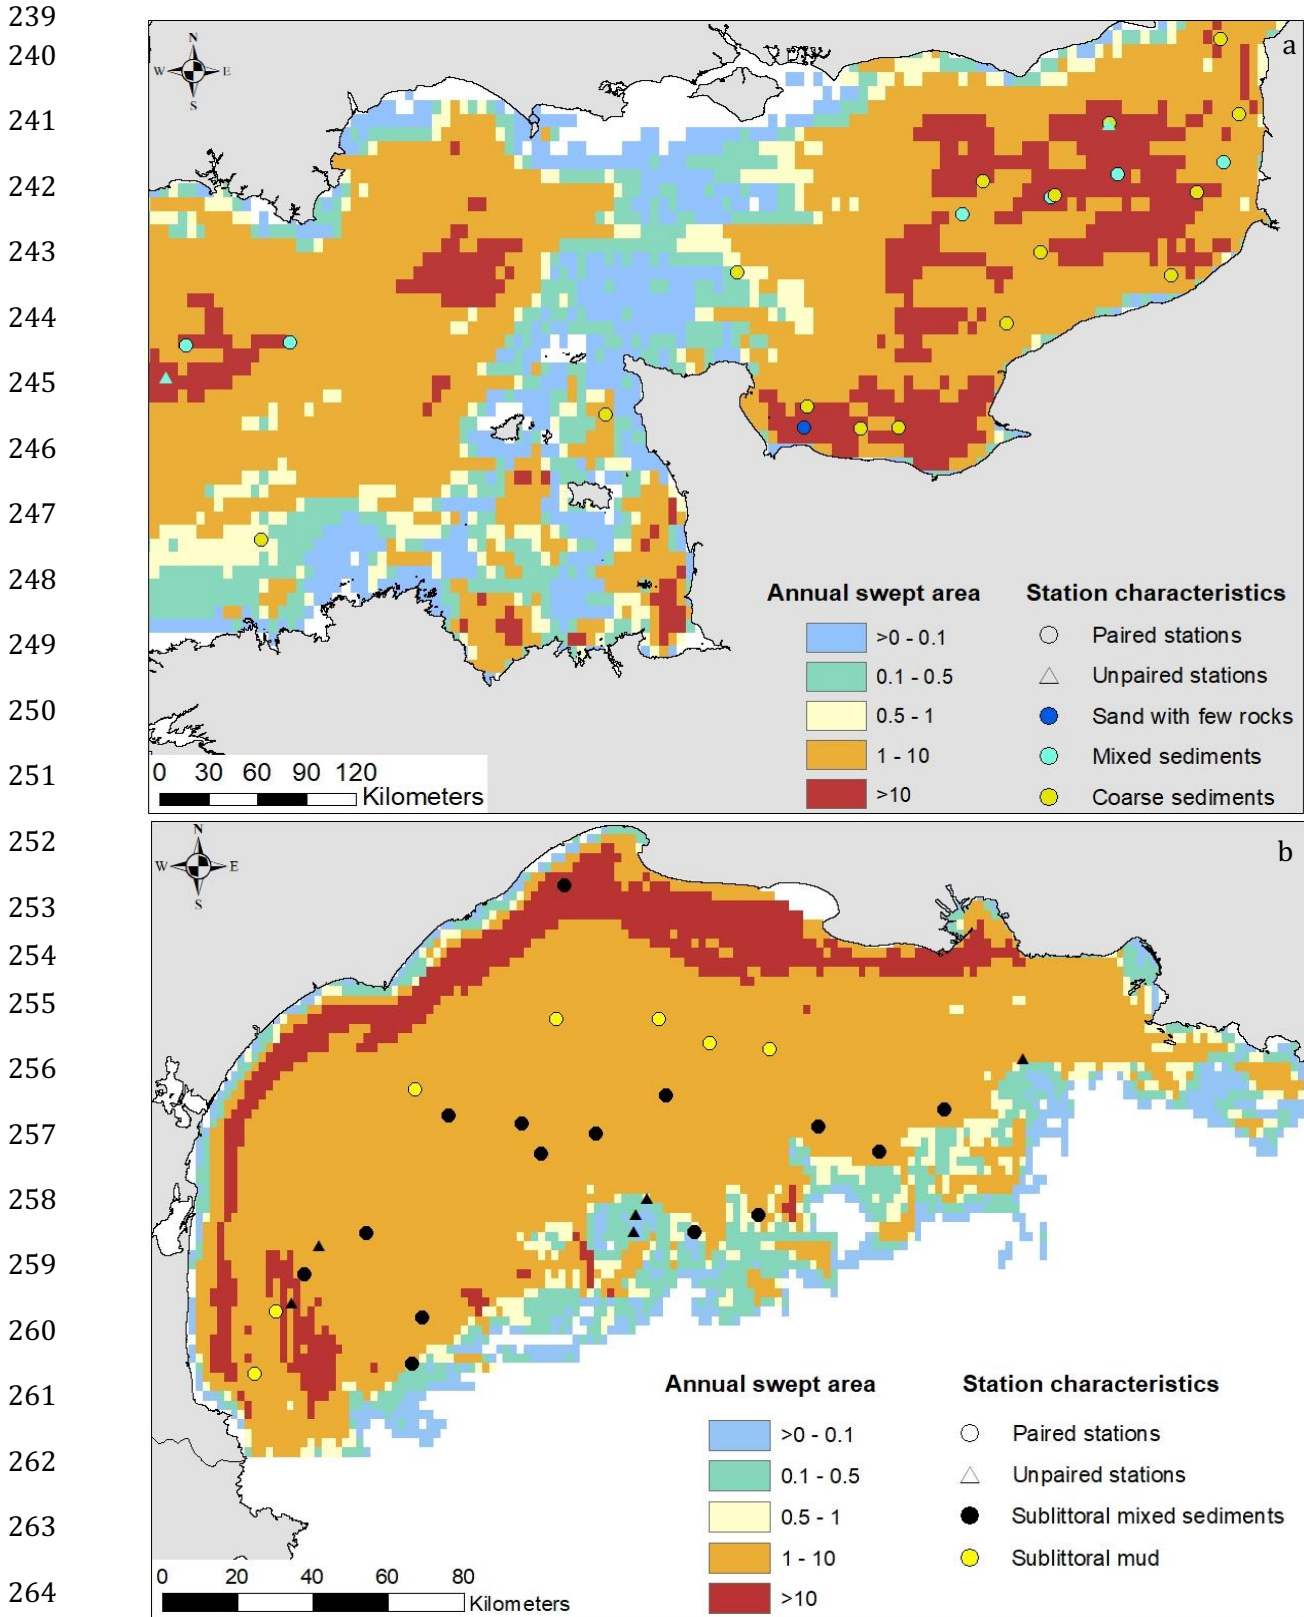 239
240
241
242
243
244
245
246
247
248
249
250
251
252
253
254
255
256
257
258
259
260
261
262
263
264
a
N
W E
S
Annual swept area
>0 - 0.1
0.1 - 0.5
0.5 - 1
1 - 10
>10
Station characteristics
Paired stations
Unpaired stations
Sand with few rocks
Mixed sediments
Coarse sediments
0 30 60 90 120
Kilometers
b
N
W E
S
Annual swept area
>0 - 0.1
0.1 - 0.5
0.5 - 1
1 - 10
>10
Station characteristics
Paired stations
Unpaired stations
Sublittoral mixed sediments
Sublittoral mud
0 20 40 60 80
Kilometers